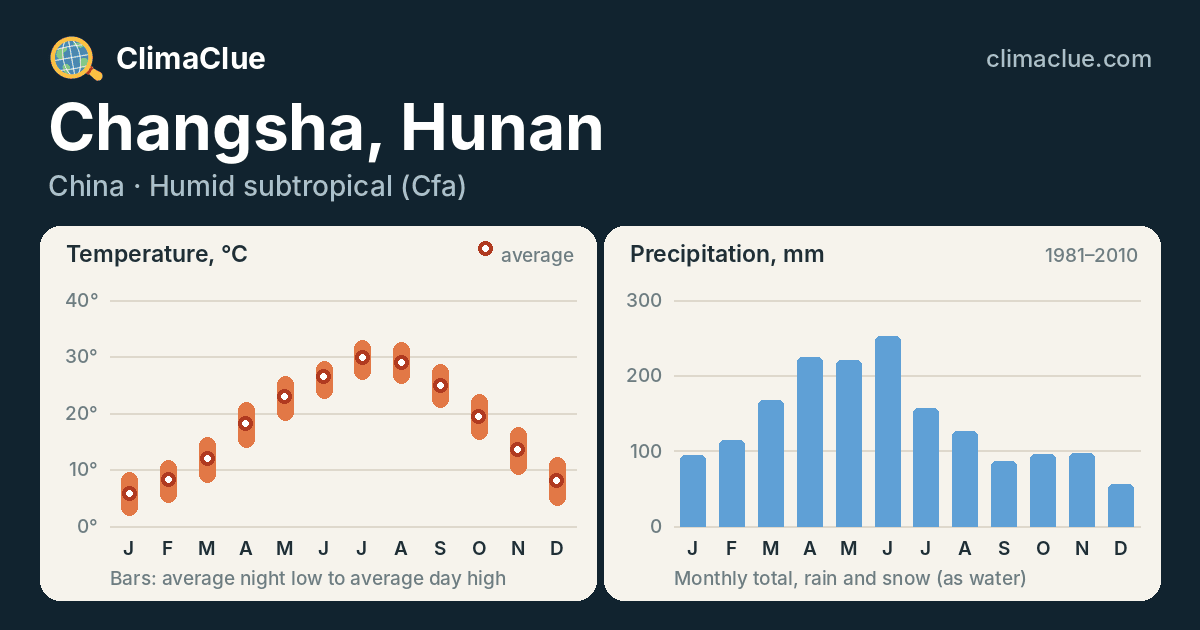 ClimaClue
climaclue.com
Changsha, Hunan
China · Humid subtropical (Cfa)
Temperature, °C
average
40°
30°
20°
10°
0°
J F M A M J J A S O N D
Bars: average night low to average day high
Precipitation, mm
1981–2010
300
200
100
0
J F M A M J J A S O N D
Monthly total, rain and snow (as water)